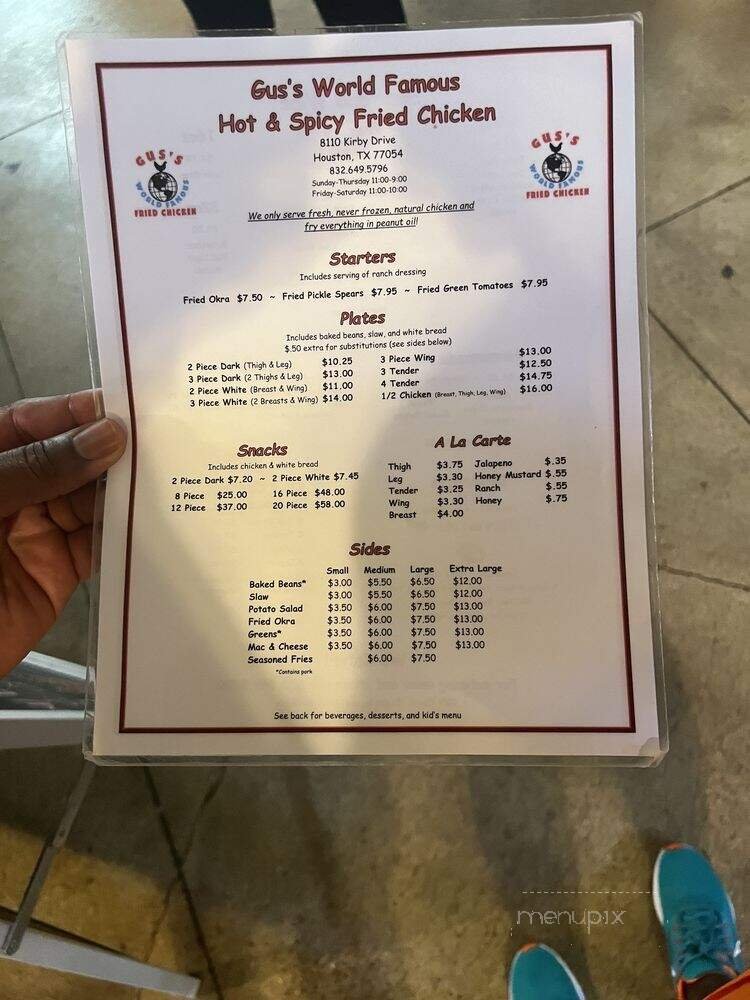 Gus's World Famous
Hot & Spicy Fried Chicken
8110 Kirby Drive
Houston, TX 77054
832.649.5796
Sunday-Thursday 11:00-9:00
Friday-Saturday 11:00-10:00
GUS'S
WORLD FAMOUS
FRIED CHICKEN
GUS'S
WORLD FAMOUS
FRIED CHICKEN
We only serve fresh, never frozen, natural chicken and
fry everything in peanut oil!
Starters
Includes serving of ranch dressing
Fried Okra $7.50 ~ Fried Pickle Spears $7.95 ~ Fried Green Tomatoes $7.95
Plates
Includes baked beans, slaw, and white bread
$.50 extra for substitutions (see sides below)
2 Piece Dark (Thigh & Leg) $10.25 3 Piece Wing $13.00
3 Piece Dark (2 Thighs & Leg) $13.00 3 Tender $12.50
2 Piece White (Breast & Wing) $11.00 4 Tender $14.75
3 Piece White (2 Breasts & Wing) $14.00 1/2 Chicken (Breast, Thigh, Leg, Wing) $16.00
Snacks
Includes chicken & white bread
2 Piece Dark $7.20 ~ 2 Piece White $7.45
8 Piece $25.00 16 Piece $48.00
12 Piece $37.00 20 Piece $58.00
A La Carte
Thigh $3.75 Jalapeno $.35
Leg $3.30 Honey Mustard $.55
Tender $3.25 Ranch $.55
Wing $3.30 Honey $.75
Breast $4.00
Sides
Small Medium Large Extra Large
Baked Beans* $3.00 $5.50 $6.50 $12.00
Slaw $3.00 $5.50 $6.50 $12.00
Potato Salad $3.50 $6.00 $7.50 $13.00
Fried Okra $3.50 $6.00 $7.50 $13.00
Greens* $3.50 $6.00 $7.50 $13.00
Mac & Cheese $3.50 $6.00 $7.50 $13.00
Seasoned Fries $6.00 $7.50
*Contains pork
See back for beverages, desserts, and kid's menu
menupix